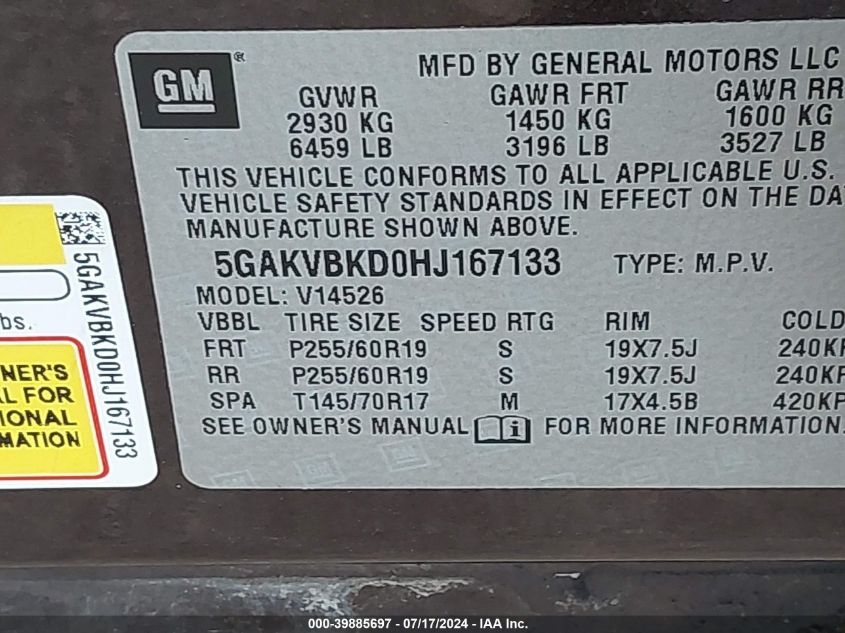 GM ®
MFD BY GENERAL MOTORS LLC
GVWR GAWR FRT GAWR RR
2930 KG 1450 KG 1600 KG
6459 LB 3196 LB 3527 LB
THIS VEHICLE CONFORMS TO ALL APPLICABLE U.S.
VEHICLE SAFETY STANDARDS IN EFFECT ON THE DA
MANUFACTURE SHOWN ABOVE.
5GAKVBKD0HJ167133 TYPE: M.P.V.
MODEL: V14526
VBBL TIRE SIZE SPEED RTG RIM COLD
FRT P255/60R19 S 19X7.5J 240KP
RR P255/60R19 S 19X7.5J 240KP
SPA T145/70R17 M 17X4.5B 420KP
SEE OWNER'S MANUAL i FOR MORE INFORMATION.
5GAKVBKD0HJ167133
bs.
NER'S
L FOR
IONAL
MATION
000-39885697 - 07/17/2024 - IAA Inc.